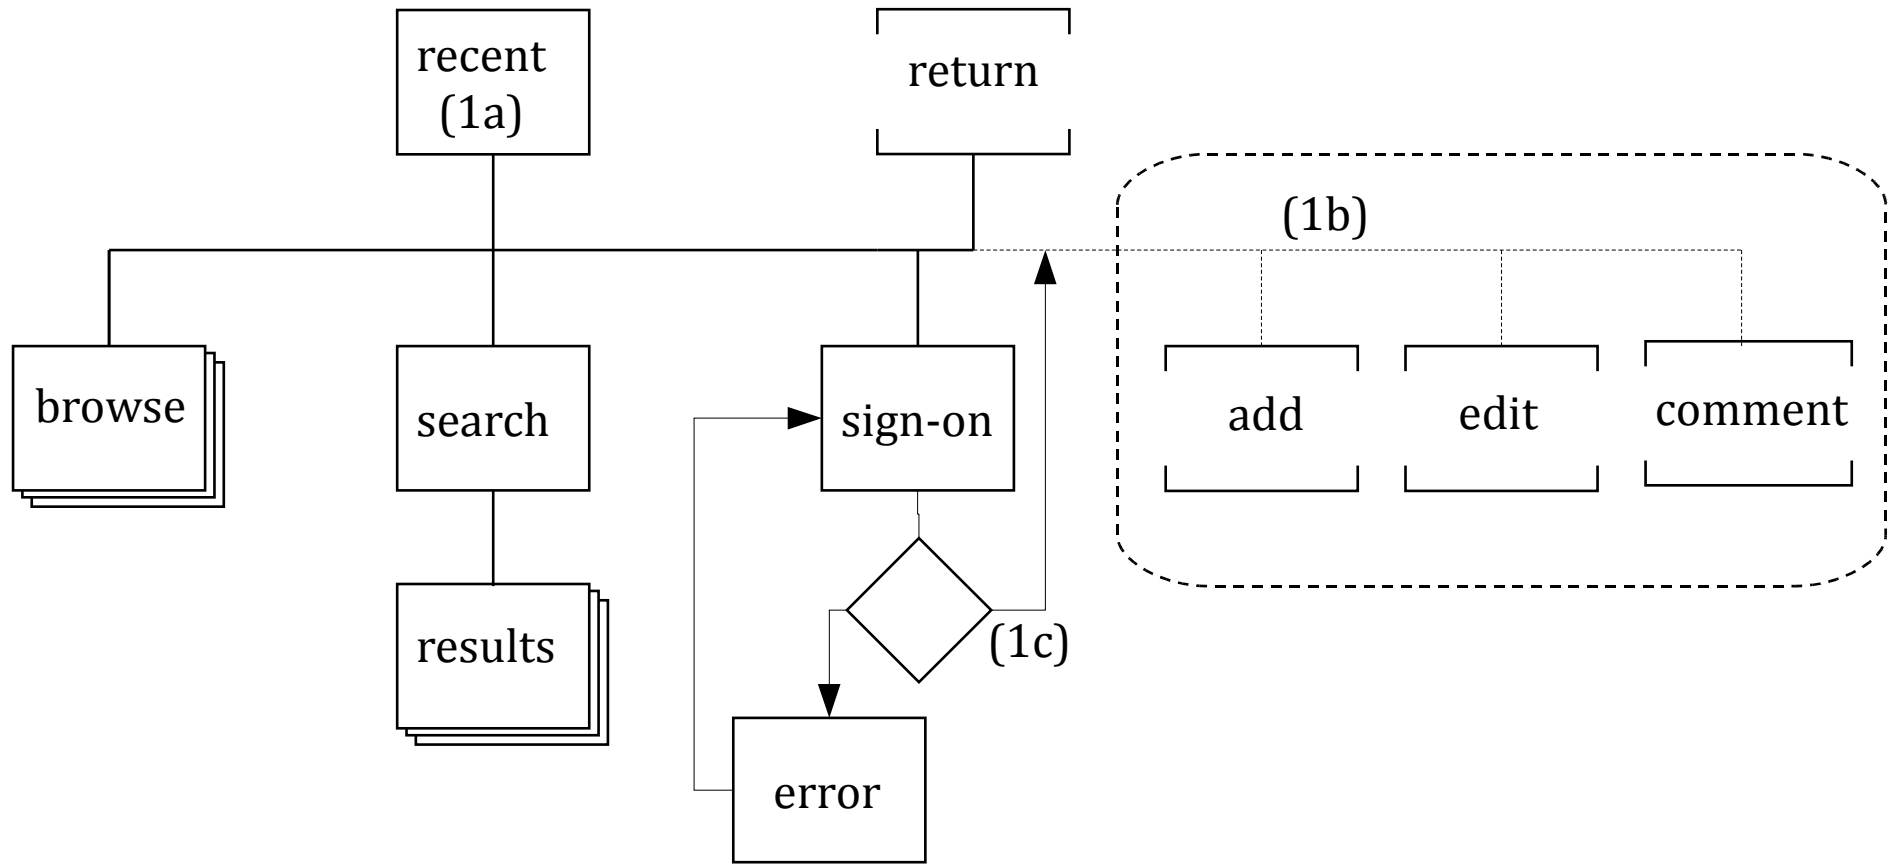 recent
(1a)
return
(1b)
browse
search
sign-on
add
edit
comment
results
(1c)
error